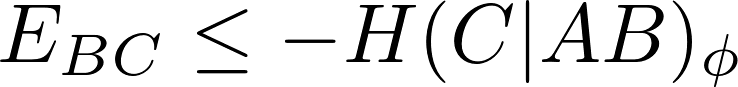 E_{BC} ≤ −H(C|AB)_ϕ